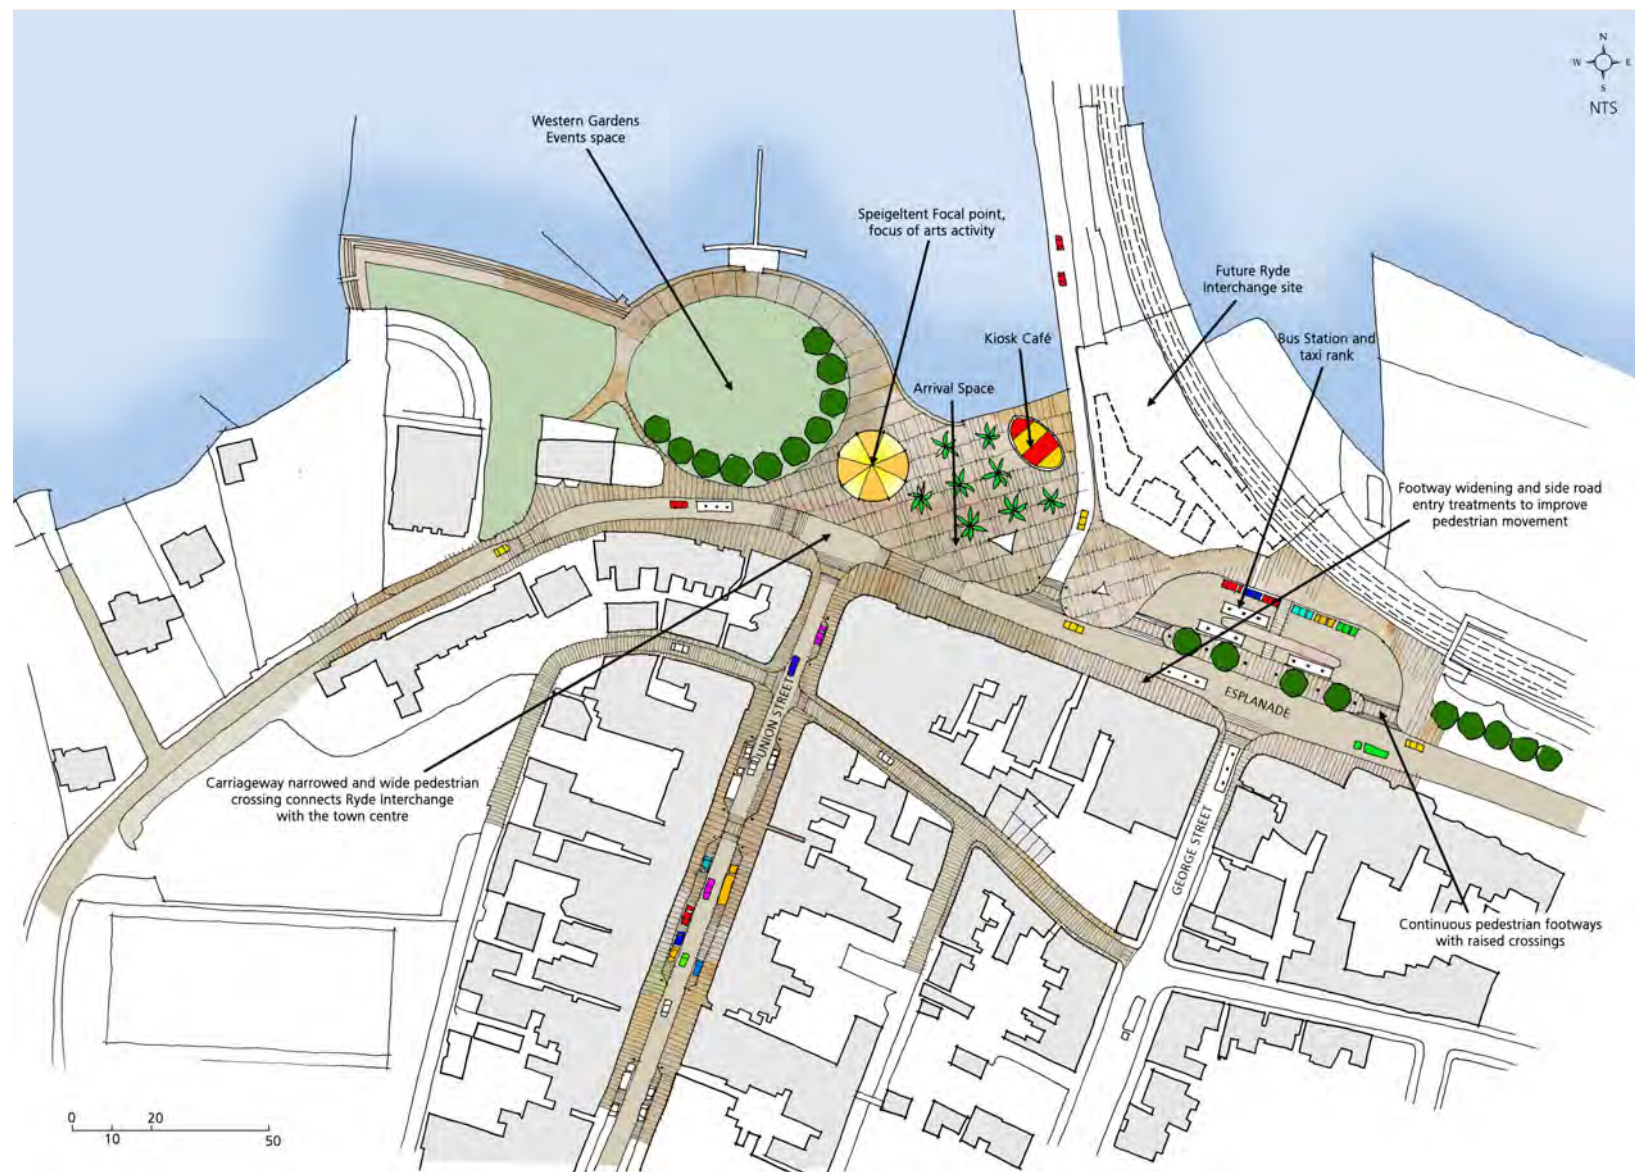 N
W E
S
NTS
Western Gardens
Events space
Speigeltent Focal point,
focus of arts activity
Future Ryde
Interchange site
Kiosk Café
Bus Station and
taxi rank
Arrival Space
Footway widening and side road
entry treatments to improve
pedestrian movement
ESPLANADE
UNION STREET
Carriageway narrowed and wide pedestrian
crossing connects Ryde Interchange
with the town centre
GEORGE STREET
Continuous pedestrian footways
with raised crossings
0 20
10 50